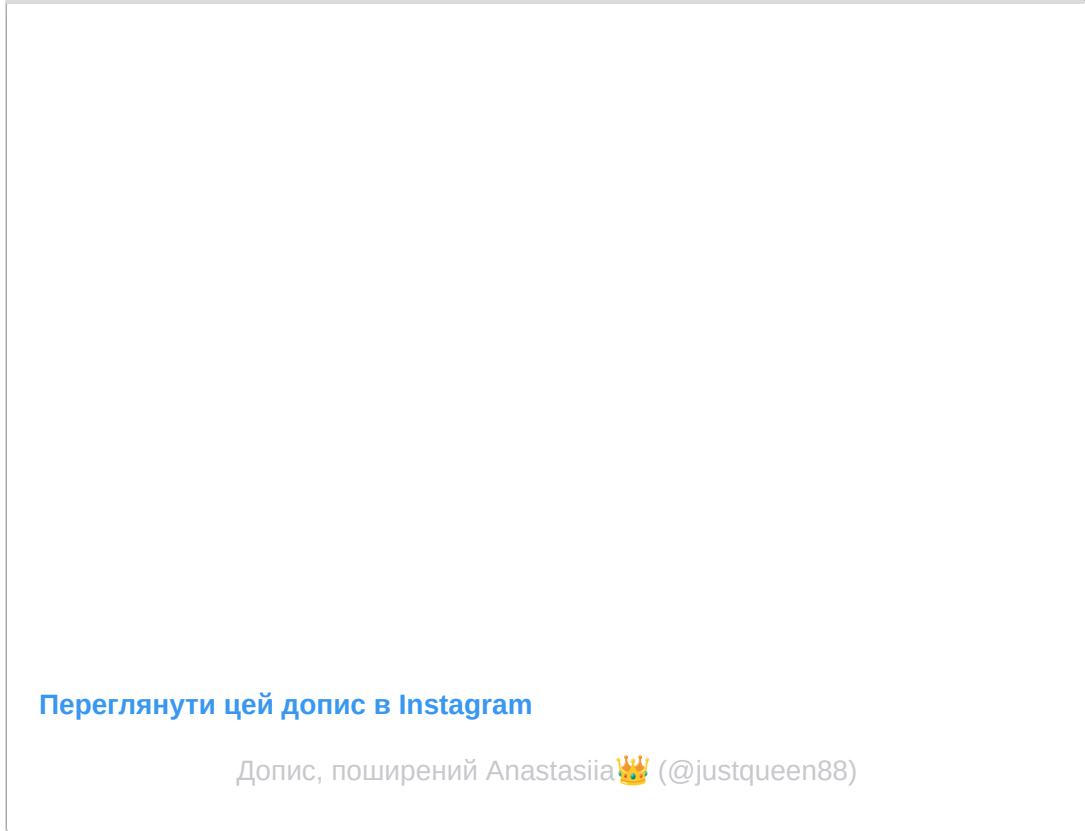 Переглянути цей допис в Instagram
Допис, поширений Anastasiia👑 (@justqueen88)